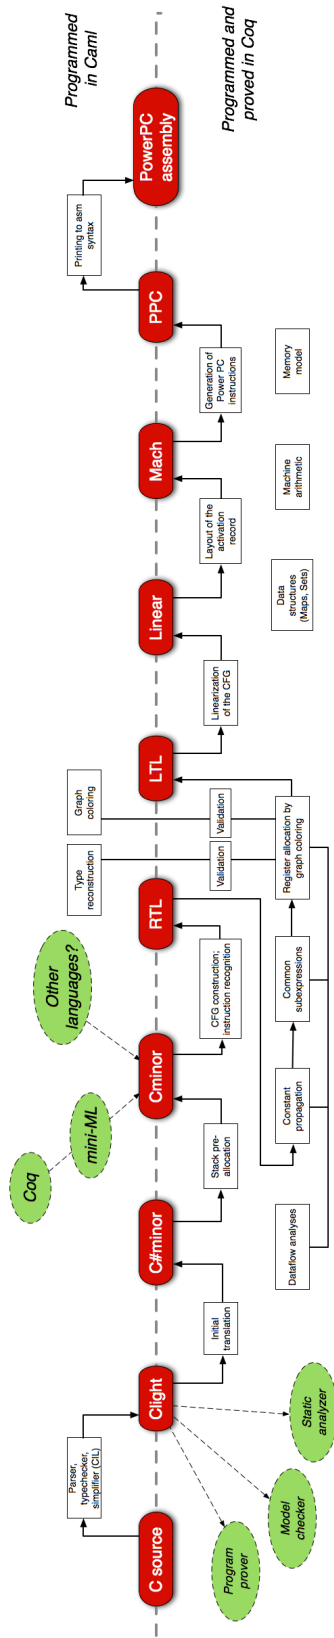 Programmed
in Caml
Programmed and
proved in Coq
C source
Parser,
typechecker,
simplifier (CIL)
Clight
Program
prover
Model
checker
Static
analyzer
Initial
translation
C#minor
Stack pre-
allocation
Cminor
Coq
mini-ML
Other
languages?
CFG construction;
instruction recognition
RTL
Dataflow analyses
Constant
propagation
Common
subexpressions
Register allocation by
graph coloring
Type
reconstruction
Graph
coloring
Validation
Validation
LTL
Linearization
of the CFG
Linear
Layout of the
activation
record
Mach
Generation of
Power PC
instructions
PPC
Printing to asm
syntax
PowerPC
assembly
Data
structures
(Maps, Sets)
Machine
arithmetic
Memory
model